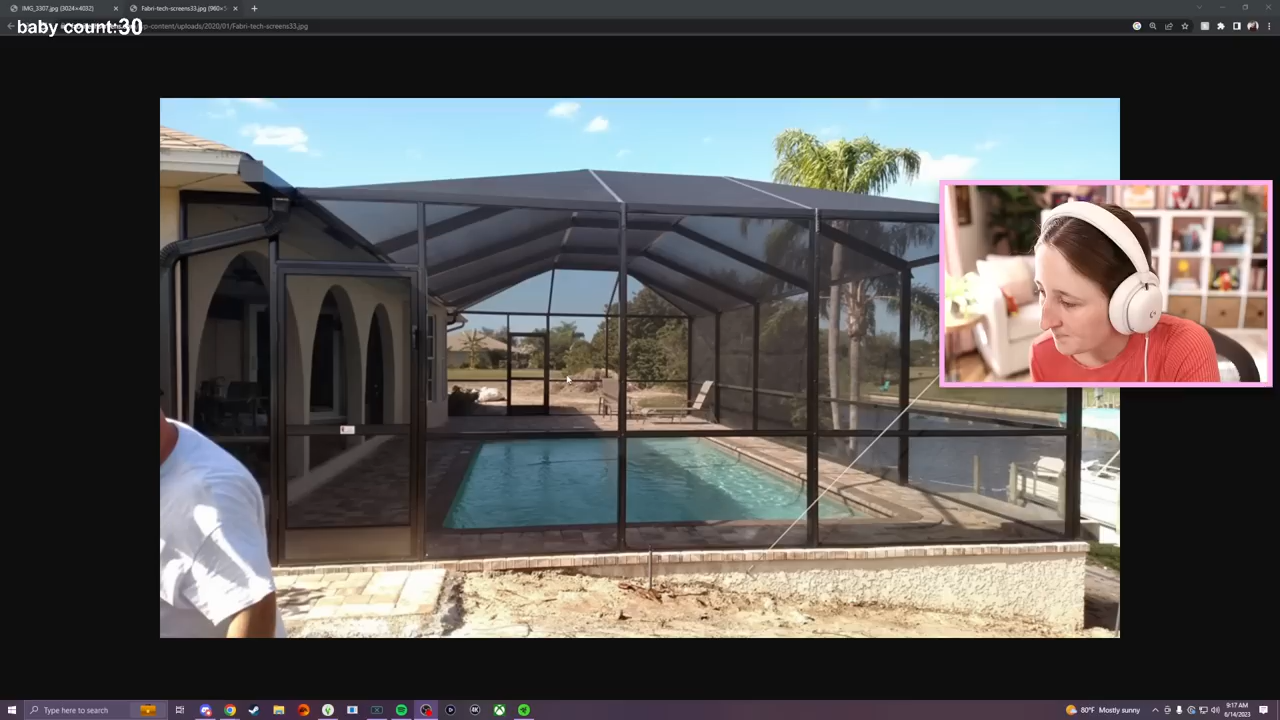 IMG_3307.jpg (3024×4032)
Fabri-tech-screens33.jpg (960×5
baby count:30
p-content/uploads/2020/01/Fabri-tech-screens33.jpg
Type here to search
80°F Mostly sunny
9:17 AM
6/14/2023